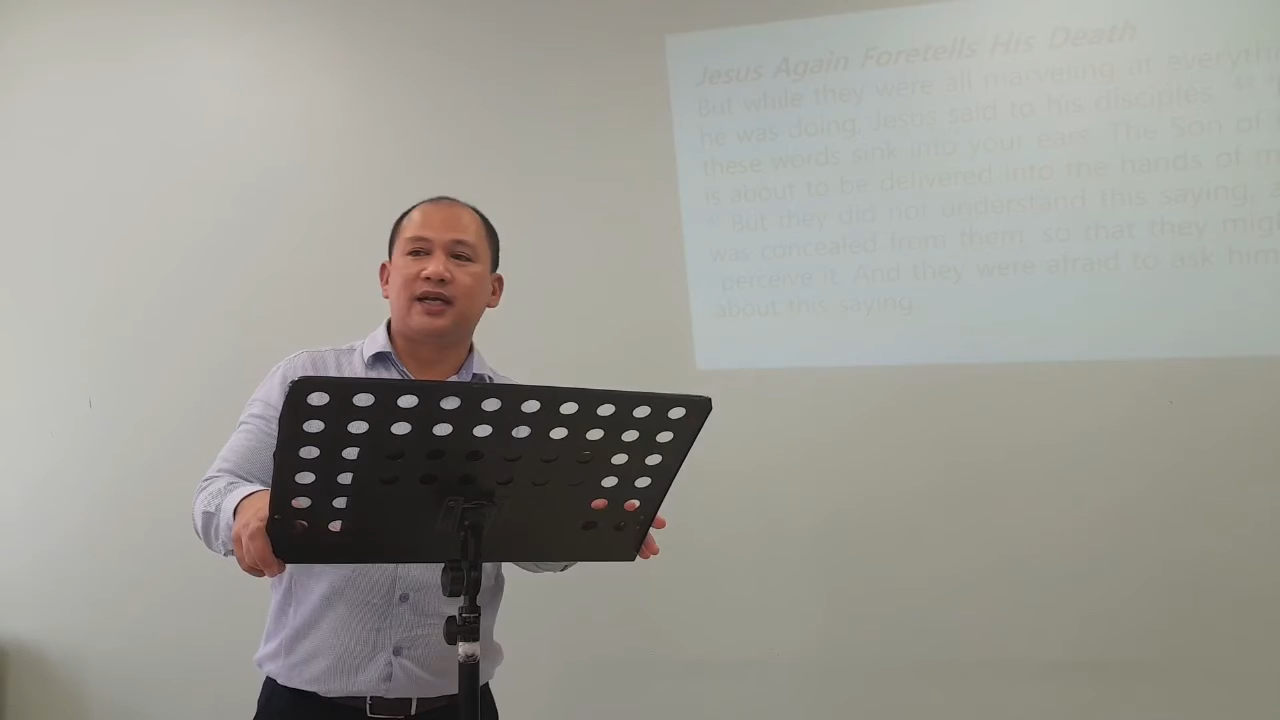 Jesus Again Foretells His Death
But while they were all marveling at everyth
he was doing, Jesus said to his disciples, 44
these words sink into your ears: The Son of
is about to be delivered into the hands of m
But they did not understand this saying, a
was concealed from them, so that they mig
perceive it. And they were afraid to ask him
about this saying.